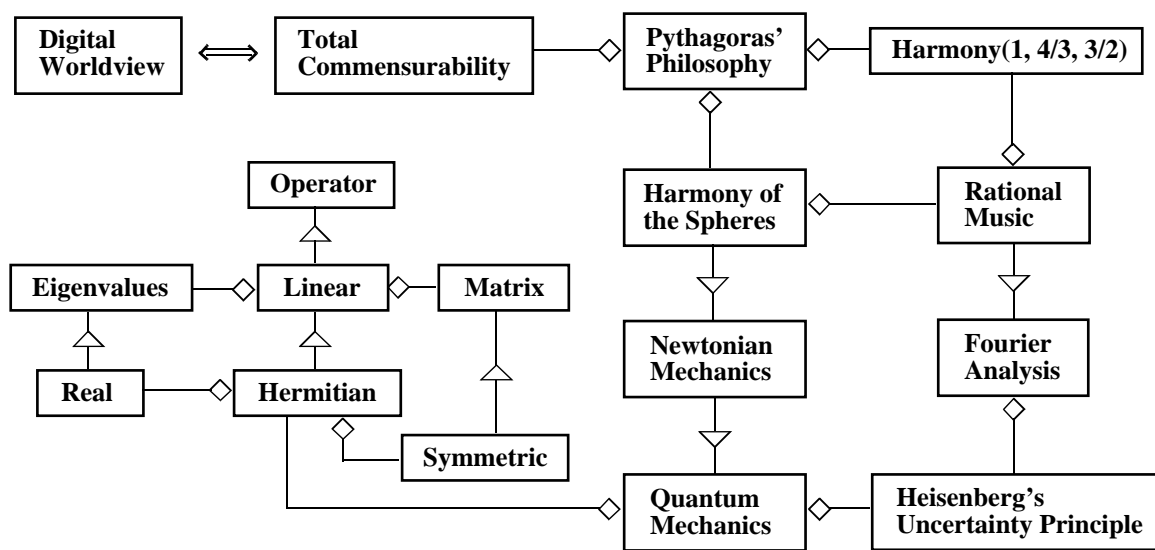 Digital
Worldview
Total
Commensurability
Pythagoras’
Philosophy
Harmony(1, 4/3, 3/2)
Operator
Harmony of
the Spheres
Rational
Music
Eigenvalues
Linear
Matrix
Newtonian
Mechanics
Fourier
Analysis
Real
Hermitian
Symmetric
Quantum
Mechanics
Heisenberg’s
Uncertainty Principle